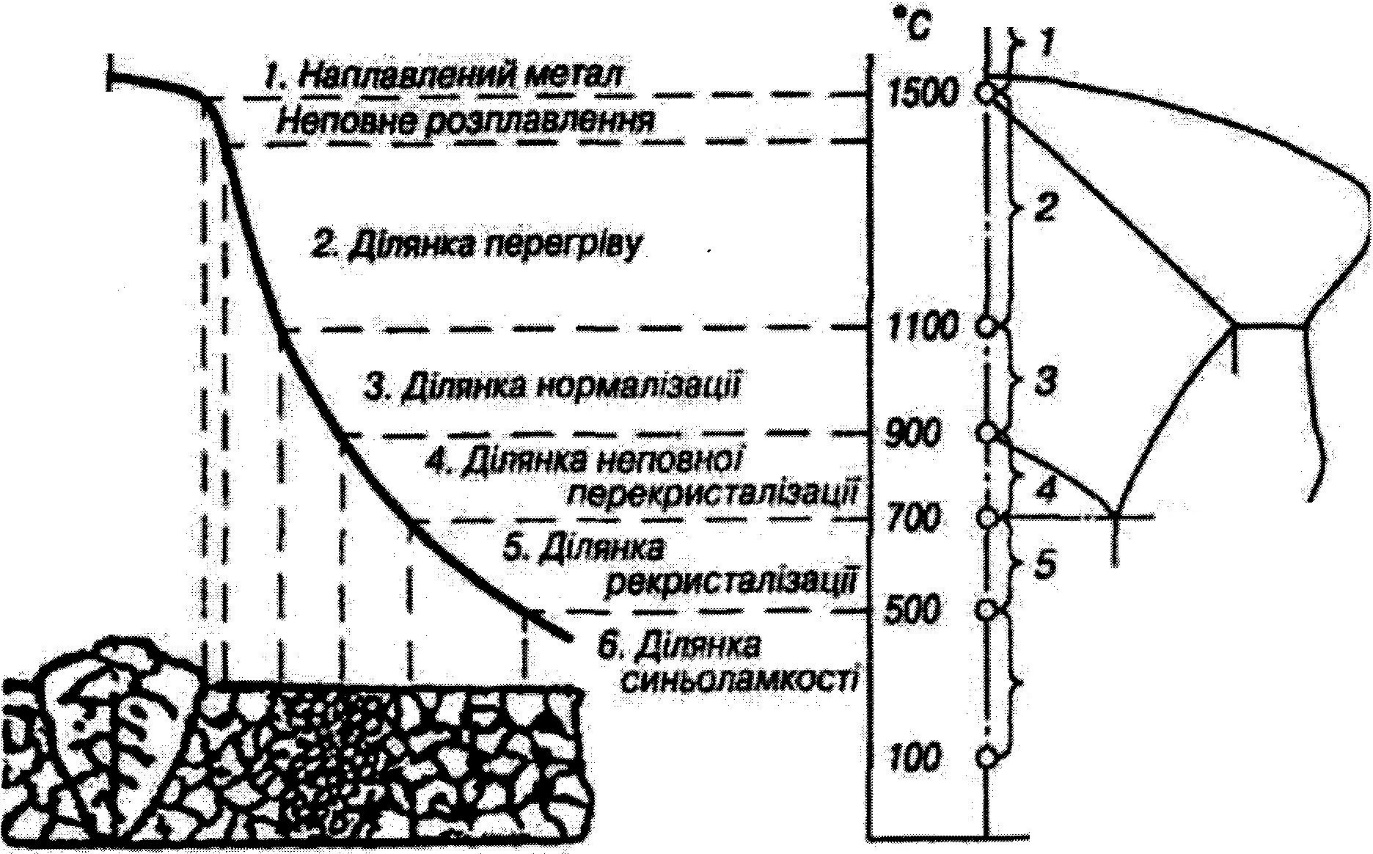 °C
1. Наплавлений метал
Неповне розплавлення
2. Ділянка перегріву
3. Ділянка нормалізації
4. Ділянка неповної
перекристалізації
5. Ділянка
рекристалізації
6. Ділянка
синьоламкості
1500
1100
900
700
500
100
1
2
3
4
5